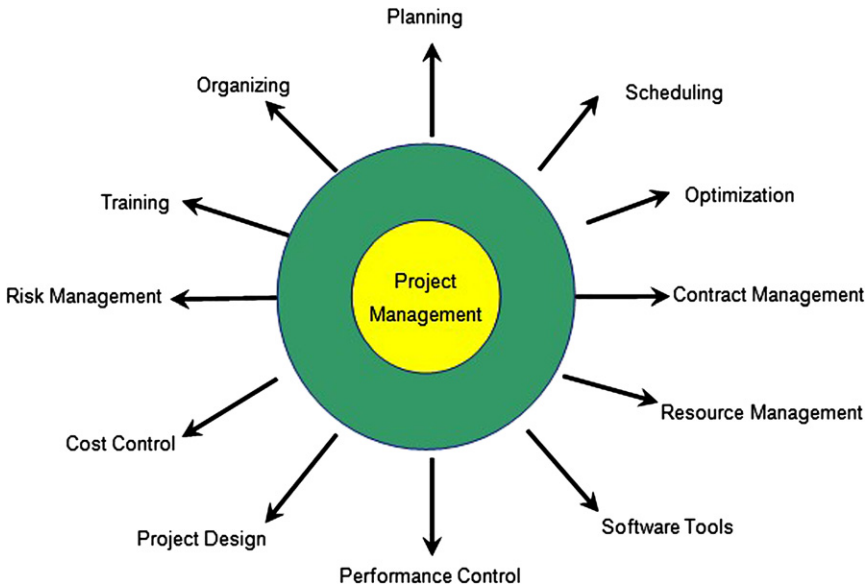 Planning
Organizing
Scheduling
Training
Optimization
Risk Management
Project
Management
Contract Management
Resource Management
Cost Control
Software Tools
Project Design
Performance Control